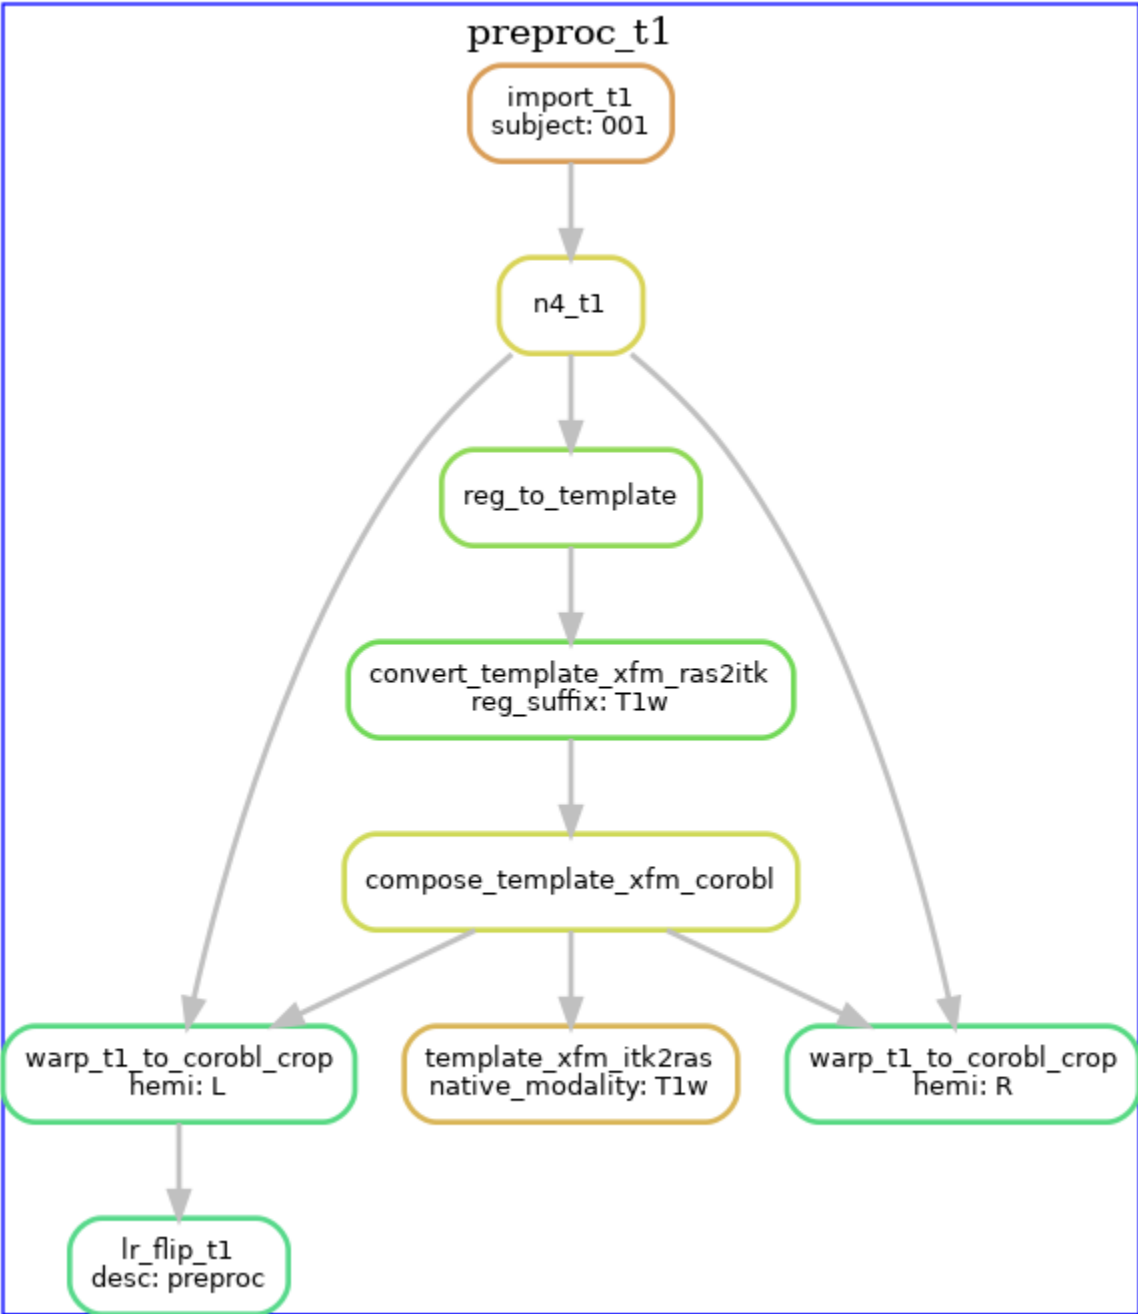 preproc_t1
import_t1
subject: 001
n4_t1
reg_to_template
convert_template_xfm_ras2itk
reg_suffix: T1w
compose_template_xfm_corobl
warp_t1_to_corobl_crop
hemi: L
template_xfm_itk2ras
native_modality: T1w
warp_t1_to_corobl_crop
hemi: R
lr_flip_t1
desc: preproc